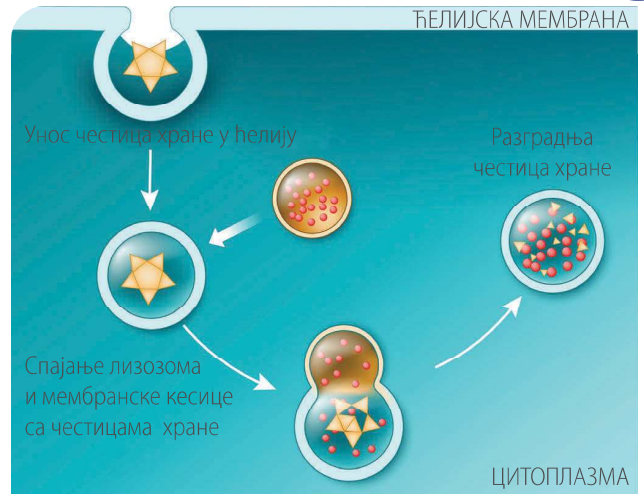 ЋЕЛИЈСКА МЕМБРАНА
Унос честица хране у ћелију
Разградња
честица хране
Спајање лизозома
и мембранске кесице
са честицама хране
ЦИТОПЛАЗМА